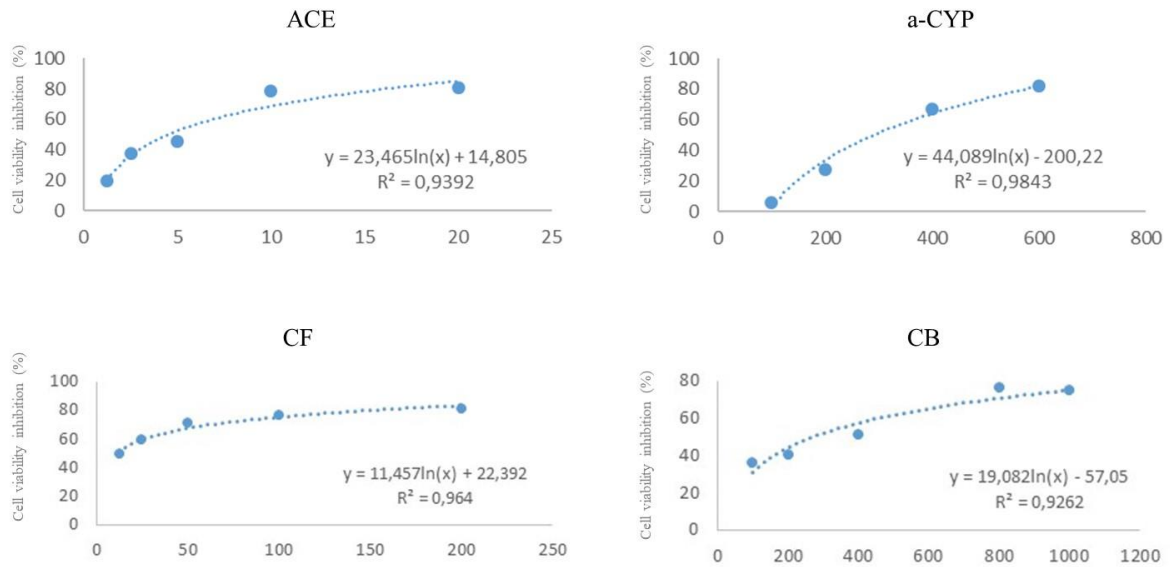 ACE
Cell viability inhibition (%)
100
80
60
40
20
0
y = 23,465ln(x) + 14,805
R² = 0,9392
0 5 10 15 20 25
a-CYP
Cell viability inhibition (%)
100
80
60
40
20
0
y = 44,089ln(x) - 200,22
R² = 0,9843
0 200 400 600 800
CF
Cell viability inhibition (%)
100
80
60
40
20
0
y = 11,457ln(x) + 22,392
R² = 0,964
0 50 100 150 200 250
CB
Cell viability inhibition (%)
80
60
40
20
0
y = 19,082ln(x) - 57,05
R² = 0,9262
0 200 400 600 800 1000 1200